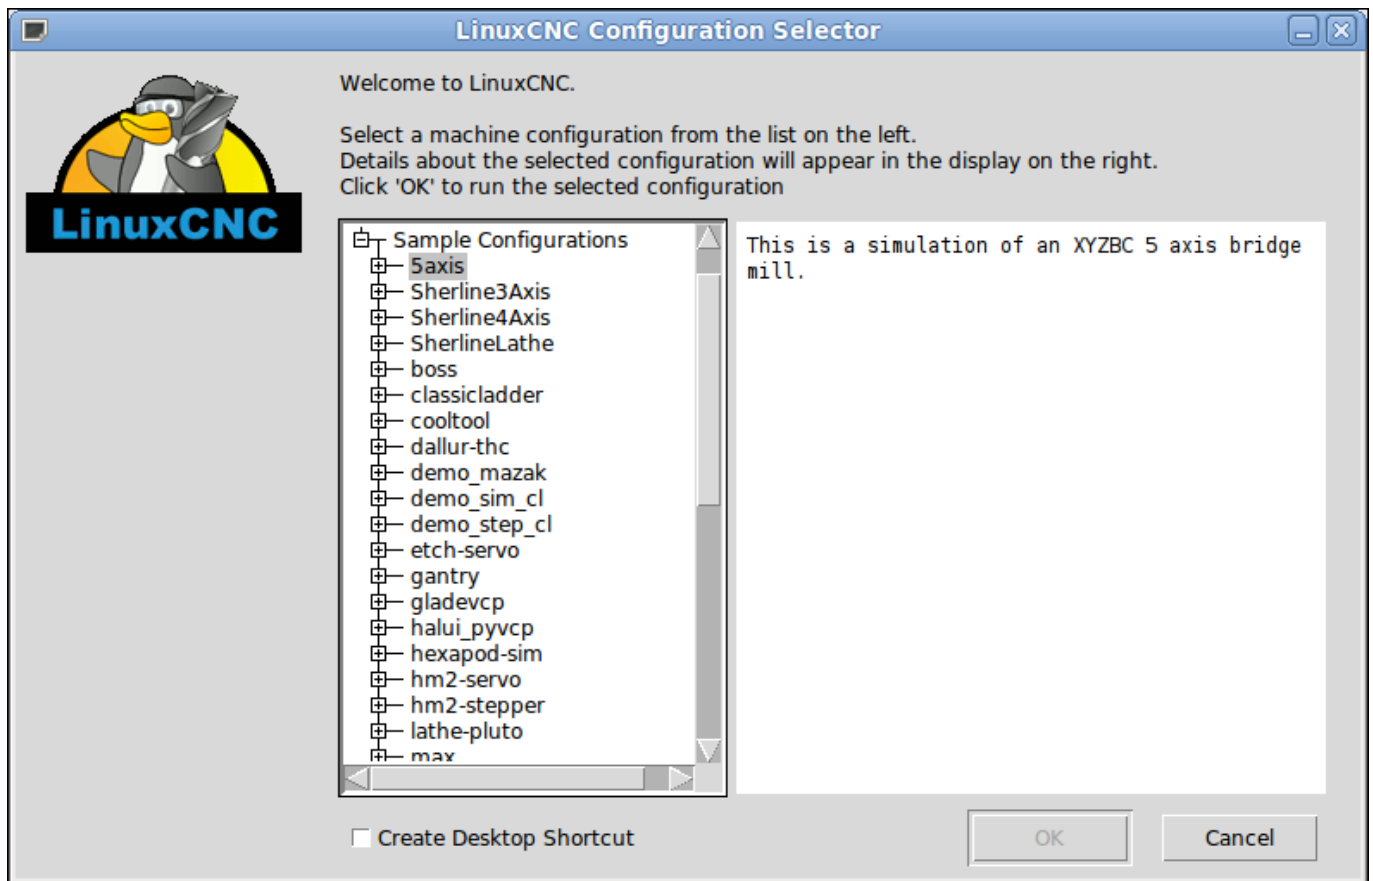 LinuxCNC Configuration Selector
LinuxCNC
Welcome to LinuxCNC.
Select a machine configuration from the list on the left.
Details about the selected configuration will appear in the display on the right.
Click 'OK' to run the selected configuration
Sample Configurations
5axis
Sherline3Axis
Sherline4Axis
SherlineLathe
boss
classicladder
cooltool
dallur-thc
demo_mazak
demo_sim_cl
demo_step_cl
etch-servo
gantry
gladevcp
halui_pyvcp
hexapod-sim
hm2-servo
hm2-stepper
lathe-pluto
max
This is a simulation of an XYZBC 5 axis bridge
mill.
Create Desktop Shortcut
OK
Cancel